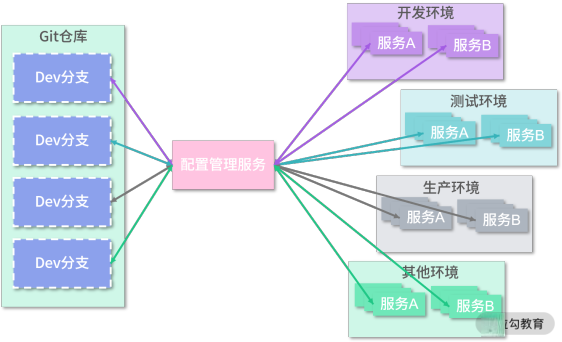 Git仓库
Dev分支
Dev分支
Dev分支
Dev分支
配置管理服务
开发环境
服务A
服务B
测试环境
服务A
服务B
生产环境
服务A
服务B
其他环境
服务A
服务B
勾教育